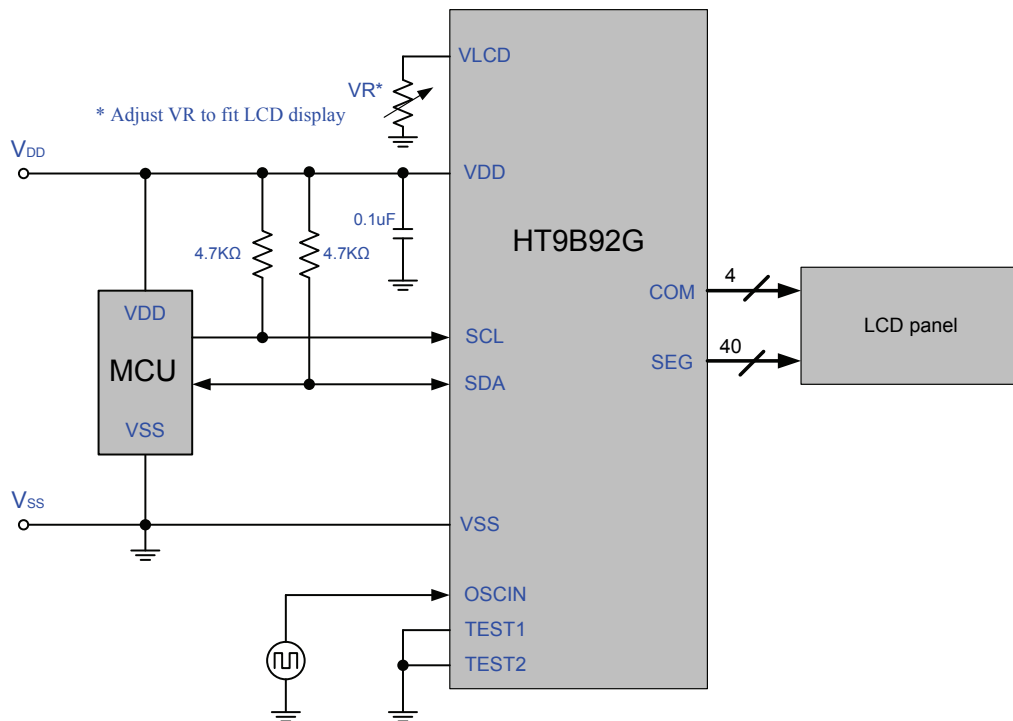 VLCD
VR*
* Adjust VR to fit LCD display
VDD
VDD
0.1uF
HT9B92G
4.7KΩ
4.7KΩ
4
COM
LCD panel
VDD
SCL
40
SEG
MCU
SDA
VSS
VSS
VSS
OSCIN
TEST1
TEST2